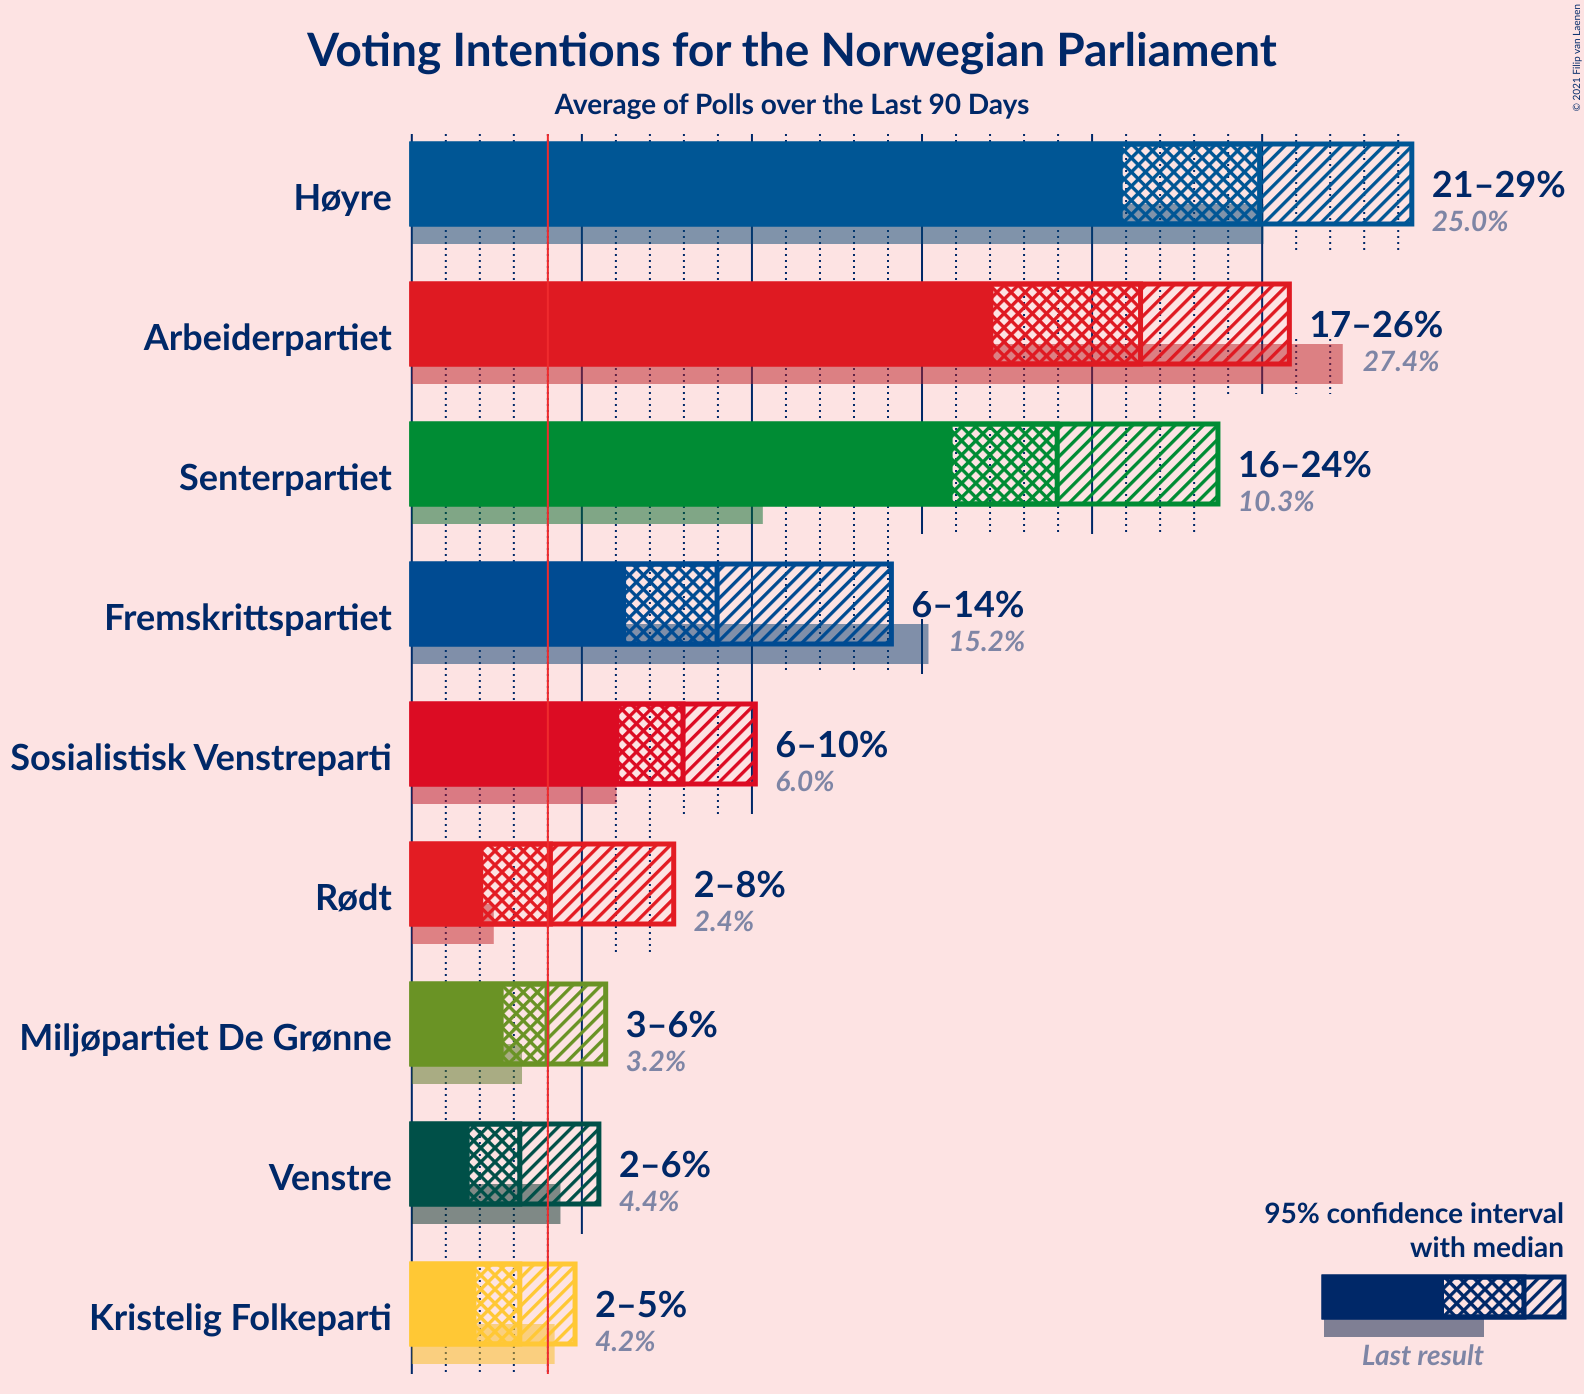 Voting Intentions for the Norwegian Parliament
Average of Polls over the Last 90 Days
© 2021 Filip van Laenen
Høyre
21–29%
25.0%
Arbeiderpartiet
17–26%
27.4%
Senterpartiet
16–24%
10.3%
Fremskrittspartiet
6–14%
15.2%
Sosialistisk Venstreparti
6–10%
6.0%
Rødt
2–8%
2.4%
Miljøpartiet De Grønne
3–6%
3.2%
Venstre
2–6%
4.4%
Kristelig Folkeparti
2–5%
4.2%
95% confidence interval
with median
Last result